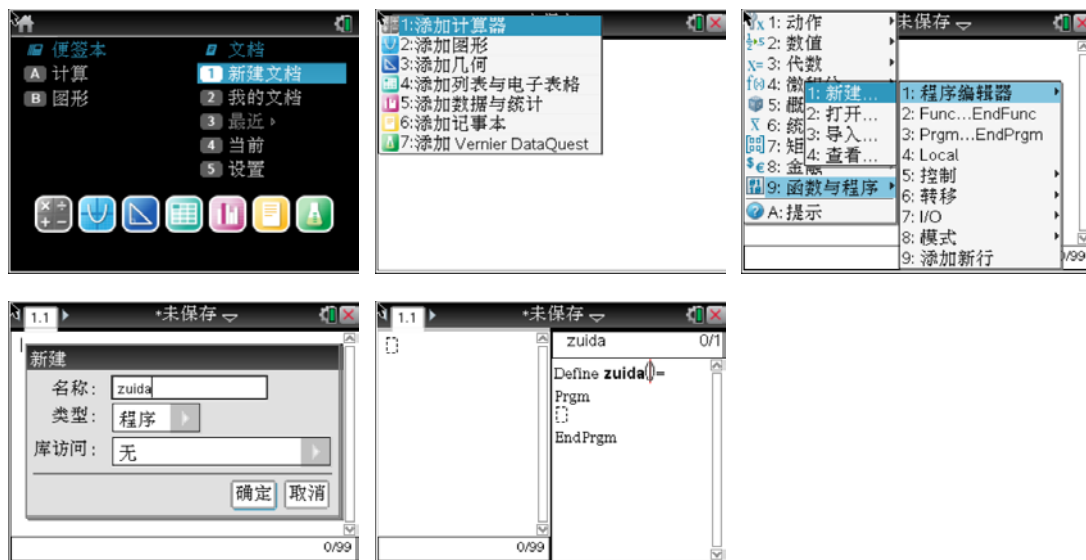 便签本
A 计算
B 图形
文档
1 新建文档
2 我的文档
3 最近
4 当前
5 设置
1:添加计算器
2:添加图形
3:添加几何
4:添加列表与电子表格
5:添加数据与统计
6:添加记事本
7:添加 Vernier DataQuest
未保存
1: 动作
2: 数值
3: 代数
4: 微积分
5: 概
6: 统
7: 矩
8: 金融
9: 函数与程序
A: 提示
1: 新建...
2: 打开...
3: 导入...
4: 查看...
1: 程序编辑器
2: Func...EndFunc
3: Prgm...EndPrgm
4: Local
5: 控制
6: 转移
7: I/O
8: 模式
9: 添加新行
1.1
*未保存
新建
名称: zuida
类型: 程序
库访问: 无
确定 取消
0/99
1.1
*未保存
0/99
zuida 0/1
Define zuida()=
Prgm
EndPrgm